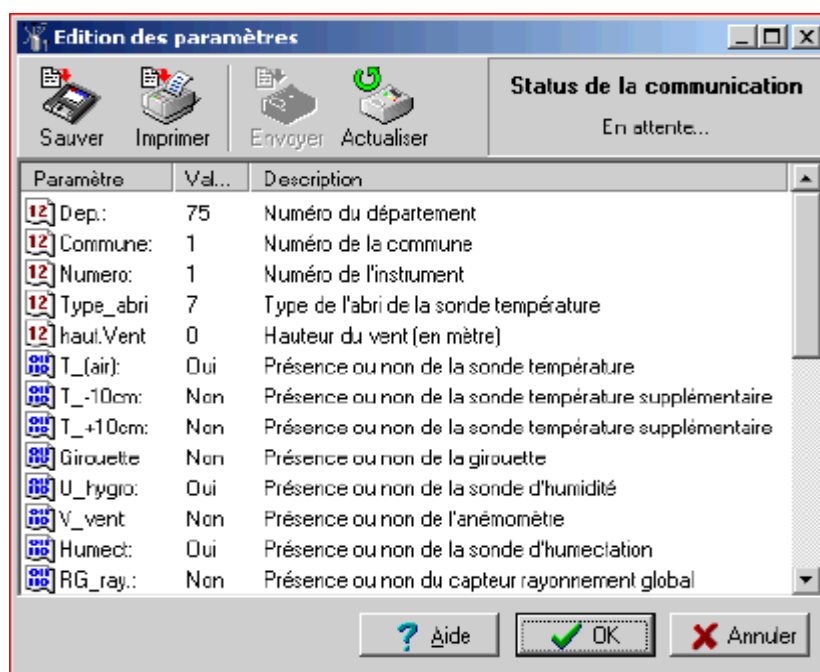 Edition des paramètres
Sauver Imprimer Envoyer Actualiser
Status de la communication
En attente...
Paramètre Val... Description
Dep.: 75 Numéro du département
Commune: 1 Numéro de la commune
Numero: 1 Numéro de l'instrument
Type_abri 7 Type de l'abri de la sonde température
haut.Vent 0 Hauteur du vent (en mètre)
T_(air): Oui Présence ou non de la sonde température
T_-10cm: Non Présence ou non de la sonde température supplémentaire
T_+10cm: Non Présence ou non de la sonde température supplémentaire
Girouette Non Présence ou non de la girouette
U_hygro: Oui Présence ou non de la sonde d'humidité
V_vent Non Présence ou non de l'anémomètre
Humect: Oui Présence ou non de la sonde d'humectation
RG_ray.: Non Présence ou non du capteur rayonnement global
Aide OK Annuler